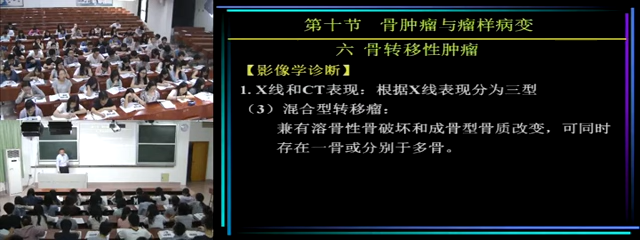 第十节　骨肿瘤与瘤样病变
六 骨转移性肿瘤
【影像学诊断】
1. X线和CT表现：根据X线表现分为三型
（3）混合型转移瘤：
兼有溶骨性骨破坏和成骨型骨质改变，可同时
存在一骨或分别于多骨。